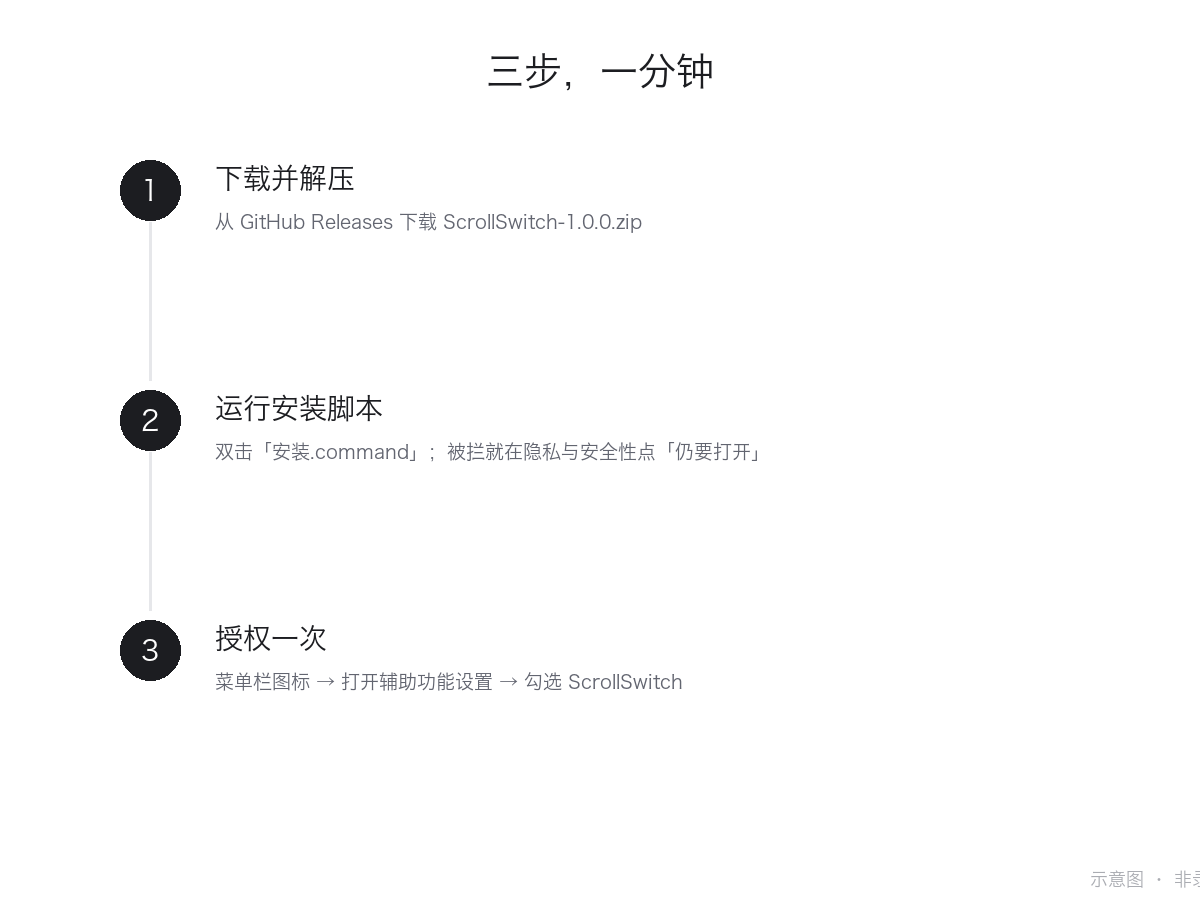 三步，一分钟
1
下载并解压
从 GitHub Releases 下载 ScrollSwitch-1.0.0.zip
2
运行安装脚本
双击「安装.command」；被拦就在隐私与安全性点「仍要打开」
3
授权一次
菜单栏图标 → 打开辅助功能设置 → 勾选 ScrollSwitch
示意图 · 非